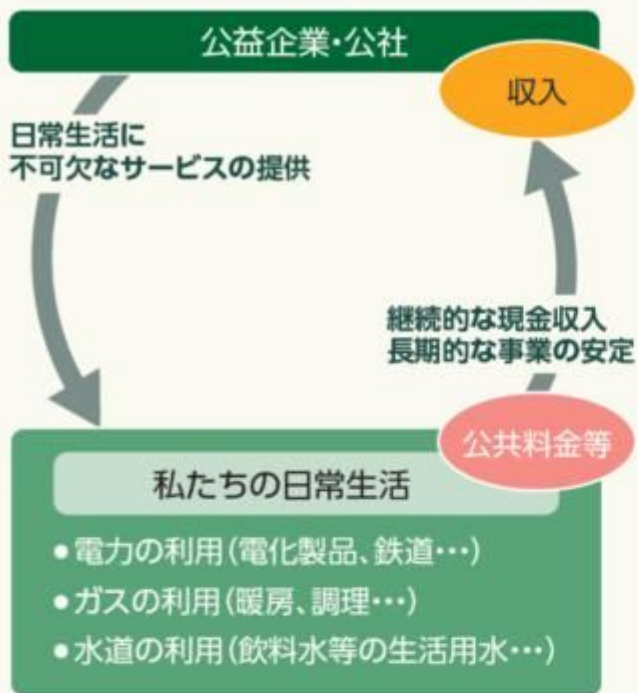 公益企業・公社
収入
日常生活に
不可欠なサービスの提供
継続的な現金収入
長期的な事業の安定
公共料金等
私たちの日常生活
●電力の利用(電化製品、鉄道・・・)
●ガスの利用(暖房、調理・・・)
●水道の利用(飲料水等の生活用水・・・)